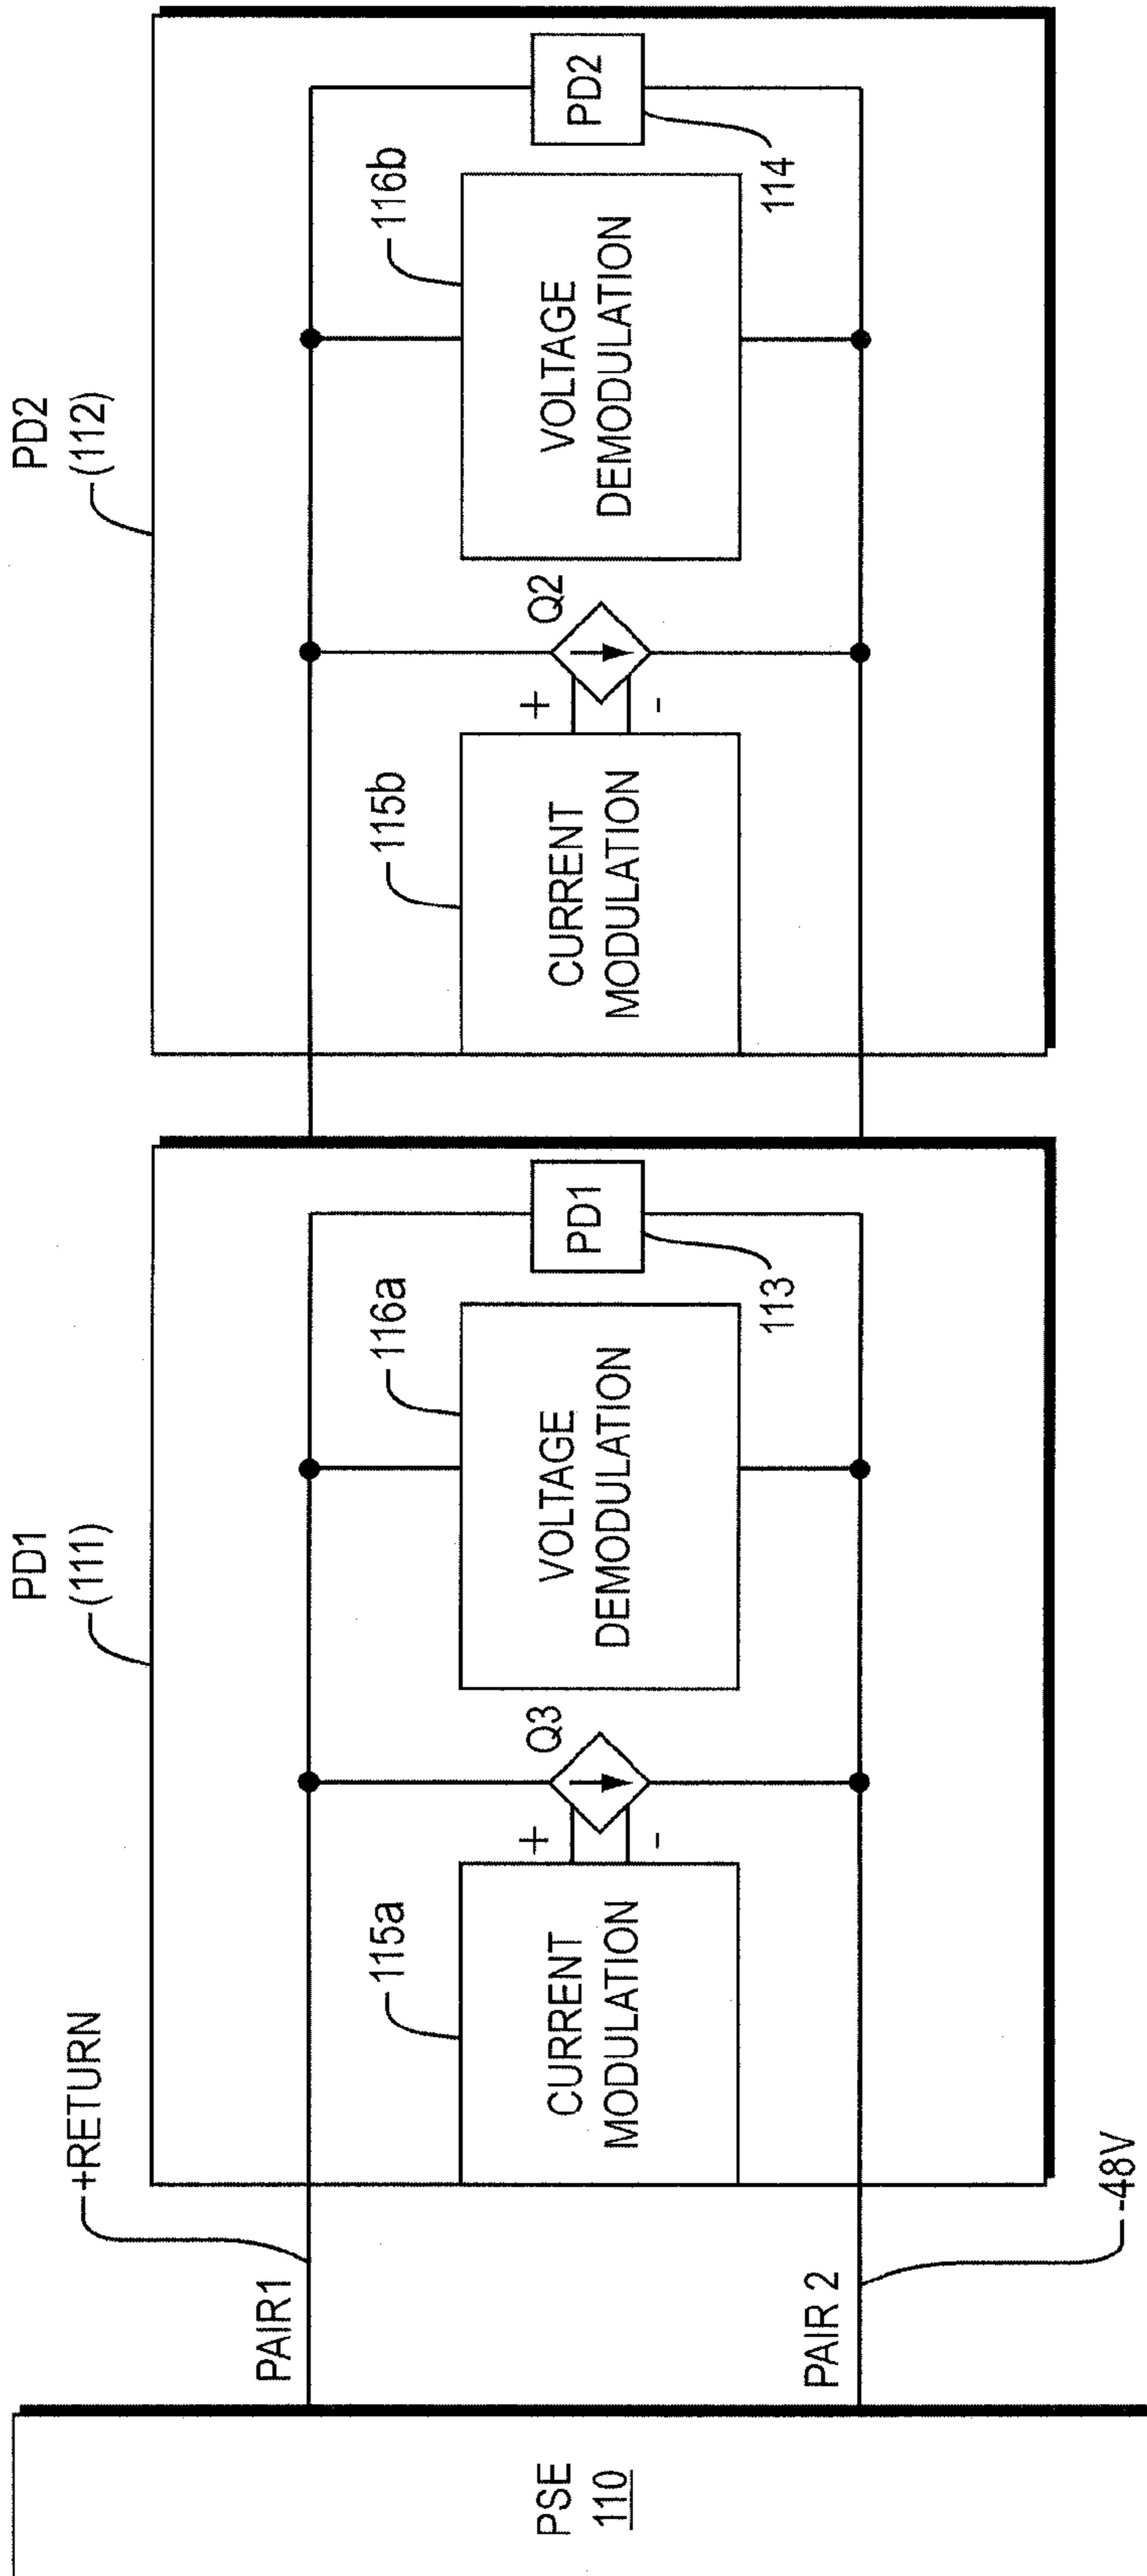 PSE
110
PAIR1
+RETURN
PAIR 2
-48V
PD1
(111)
115a
CURRENT
MODULATION
+
-
Q3
116a
VOLTAGE
DEMODULATION
PD1
113
PD2
(112)
115b
CURRENT
MODULATION
+
-
Q2
116b
VOLTAGE
DEMODULATION
PD2
114